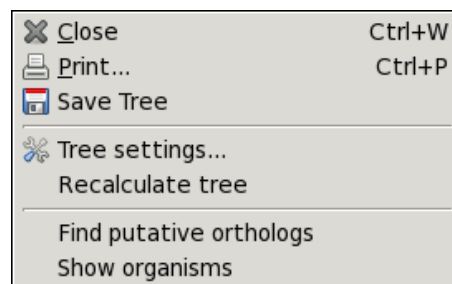 Close Ctrl+W
Print... Ctrl+P
Save Tree
Tree settings...
Recalculate tree
Find putative orthologs
Show organisms